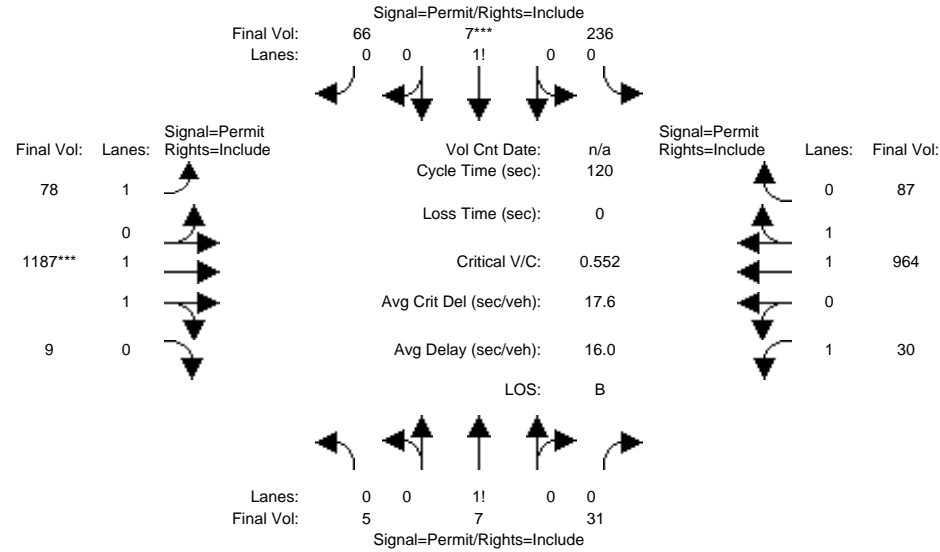 Signal=Permit/Rights=Include
Final Vol: 66 7*** 236
Lanes: 0 0 1! 0 0
Signal=Permit Signal=Permit
Final Vol: Lanes: Rights=Include Vol Cnt Date: n/a Rights=Include Lanes: Final Vol:
Cycle Time (sec): 120
78 1 0 87
Loss Time (sec): 0
0 1
1187*** 1 Critical V/C: 0.552 1 964
1 Avg Crit Del (sec/veh): 17.6 0
9 0 Avg Delay (sec/veh): 16.0 1 30
LOS: B
Lanes: 0 0 1! 0 0
Final Vol: 5 7 31
Signal=Permit/Rights=Include